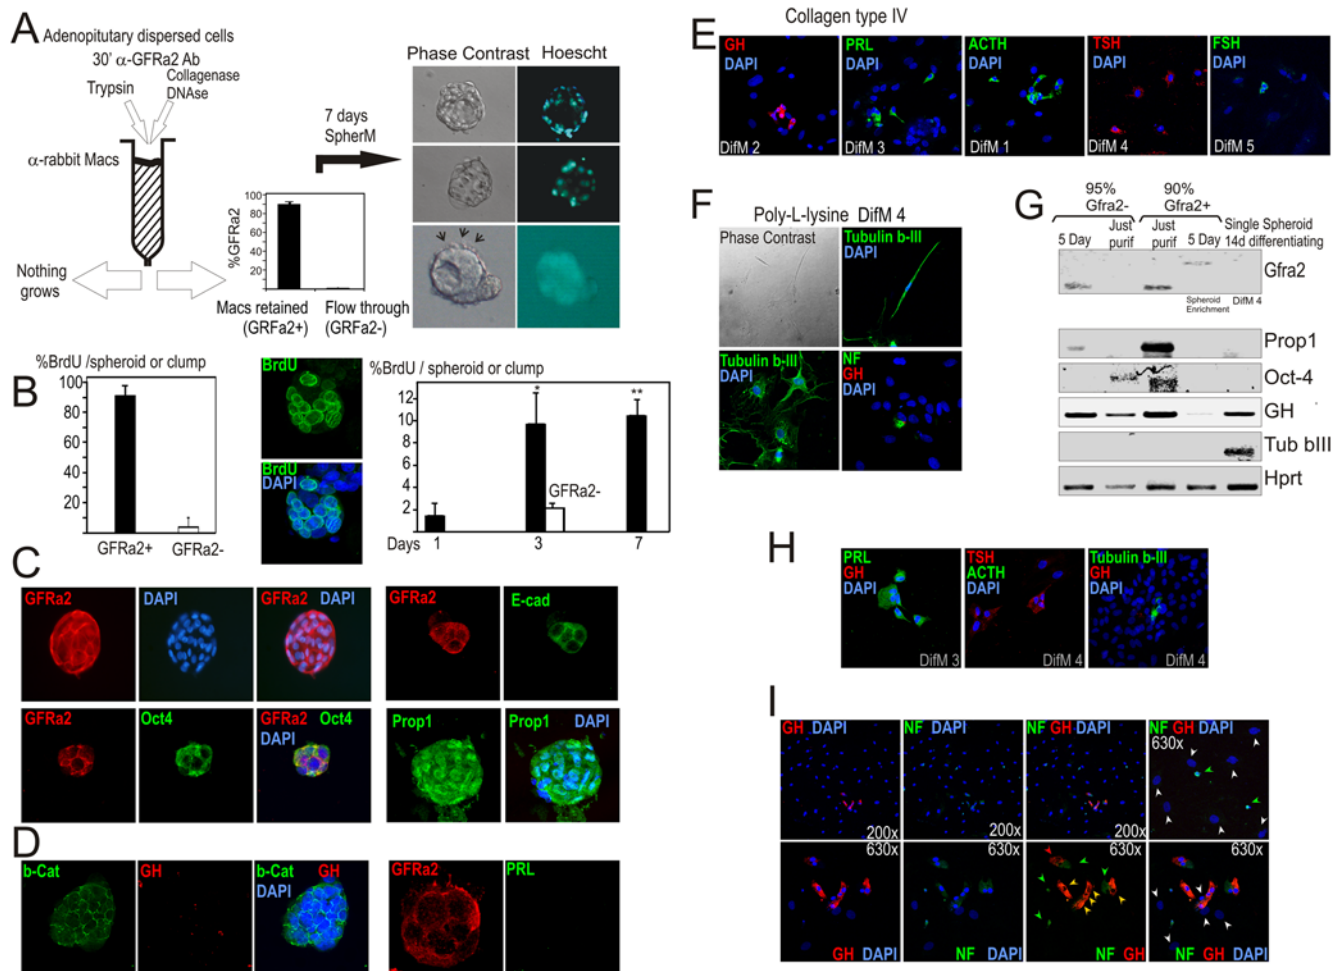 A
Adenopitutary dispersed cells
30' α-GFRa2 Ab
Trypsin
Collagenase
DNAse
α-rabbit Macs
Nothing
grows
7 days
SpherM
%GFRa2
100
80
60
40
20
Macs retained
(GRFa2+)
Flow through
(GRFa2-)
Phase Contrast
Hoescht
B
%BrdU /spheroid or clump
100
80
60
40
20
GFRa2+
GFRa2-
BrdU
BrdU
DAPI
%BrdU / spheroid or clump
12
10
8
6
4
2
*
**
GFRa2-
Days 1
3
7
C
GFRa2
DAPI
GFRa2 DAPI
GFRa2
E-cad
GFRa2
Oct4
GFRa2 Oct4
DAPI
Prop1
Prop1 DAPI
D
b-Cat
GH
b-Cat GH
DAPI
GFRa2
PRL
Collagen type IV
E
GH
DAPI
DifM 2
PRL
DAPI
DifM 3
ACTH
DAPI
DifM 1
TSH
DAPI
DifM 4
FSH
DAPI
DifM 5
F
Poly-L-lysine DifM 4
Phase Contrast
Tubulin b-III
DAPI
Tubulin b-III
DAPI
NF
GH
DAPI
G
95%
Gfra2-
90%
Gfra2+
5 Day
Just
purif
Just
purif
5 Day
Single Spheroid
14d differentiating
Gfra2
Spheroid
Enrichment
DifM 4
Prop1
Oct-4
GH
Tub bIII
Hprt
H
PRL
GH
DAPI
DifM 3
TSH
ACTH
DAPI
DifM 4
Tubulin b-III
GH
DAPI
DifM 4
I
GH DAPI
200x
NF DAPI
200x
NF GH DAPI
200x
NF GH DAPI
630x
630x
GH DAPI
630x
NF DAPI
630x
NF GH
630x
NF GH DAPI